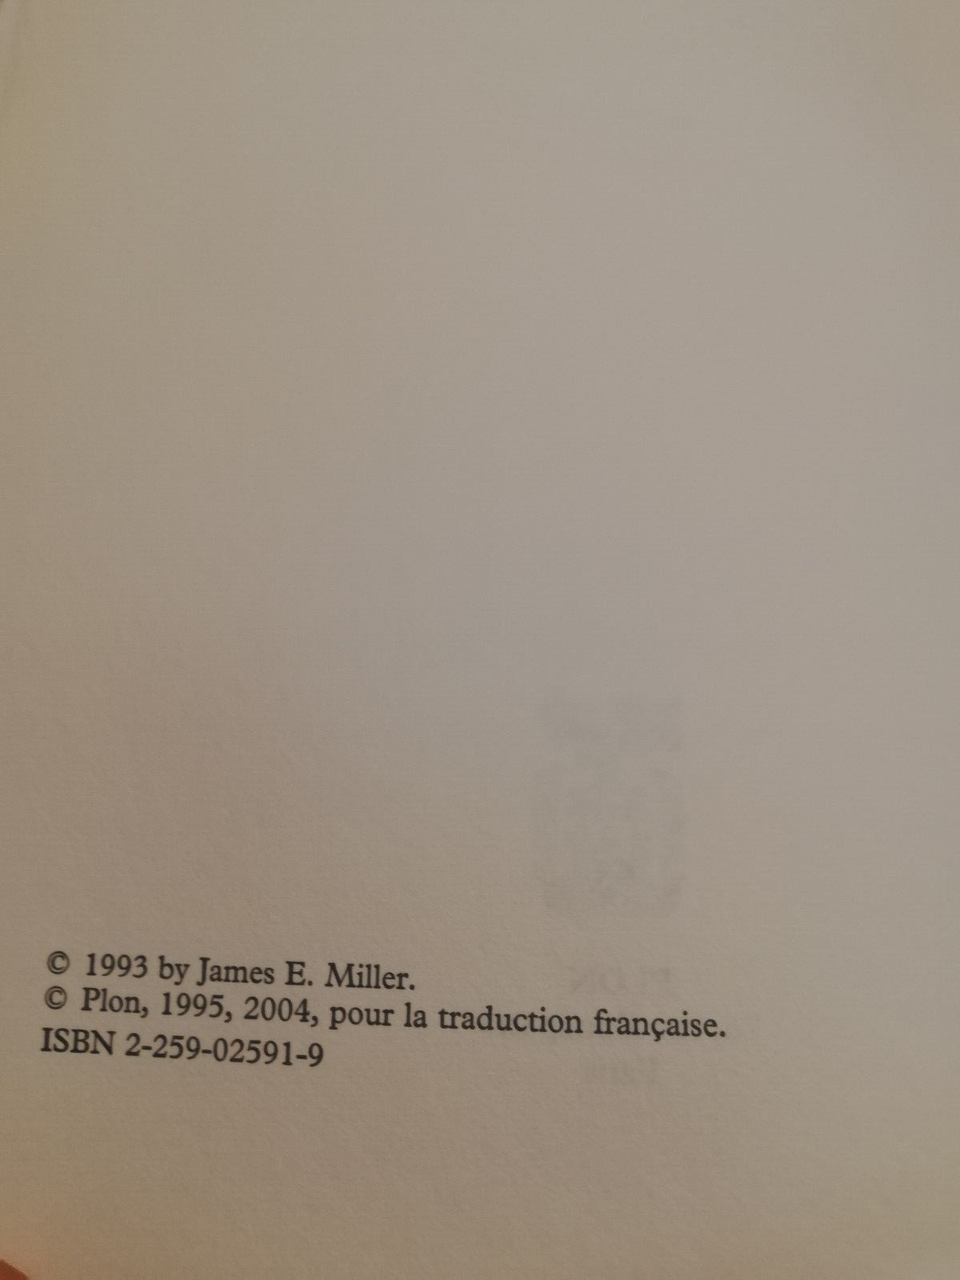 © 1993 by James E. Miller.
© Plon, 1995, 2004, pour la traduction française.
ISBN 2-259-02591-9